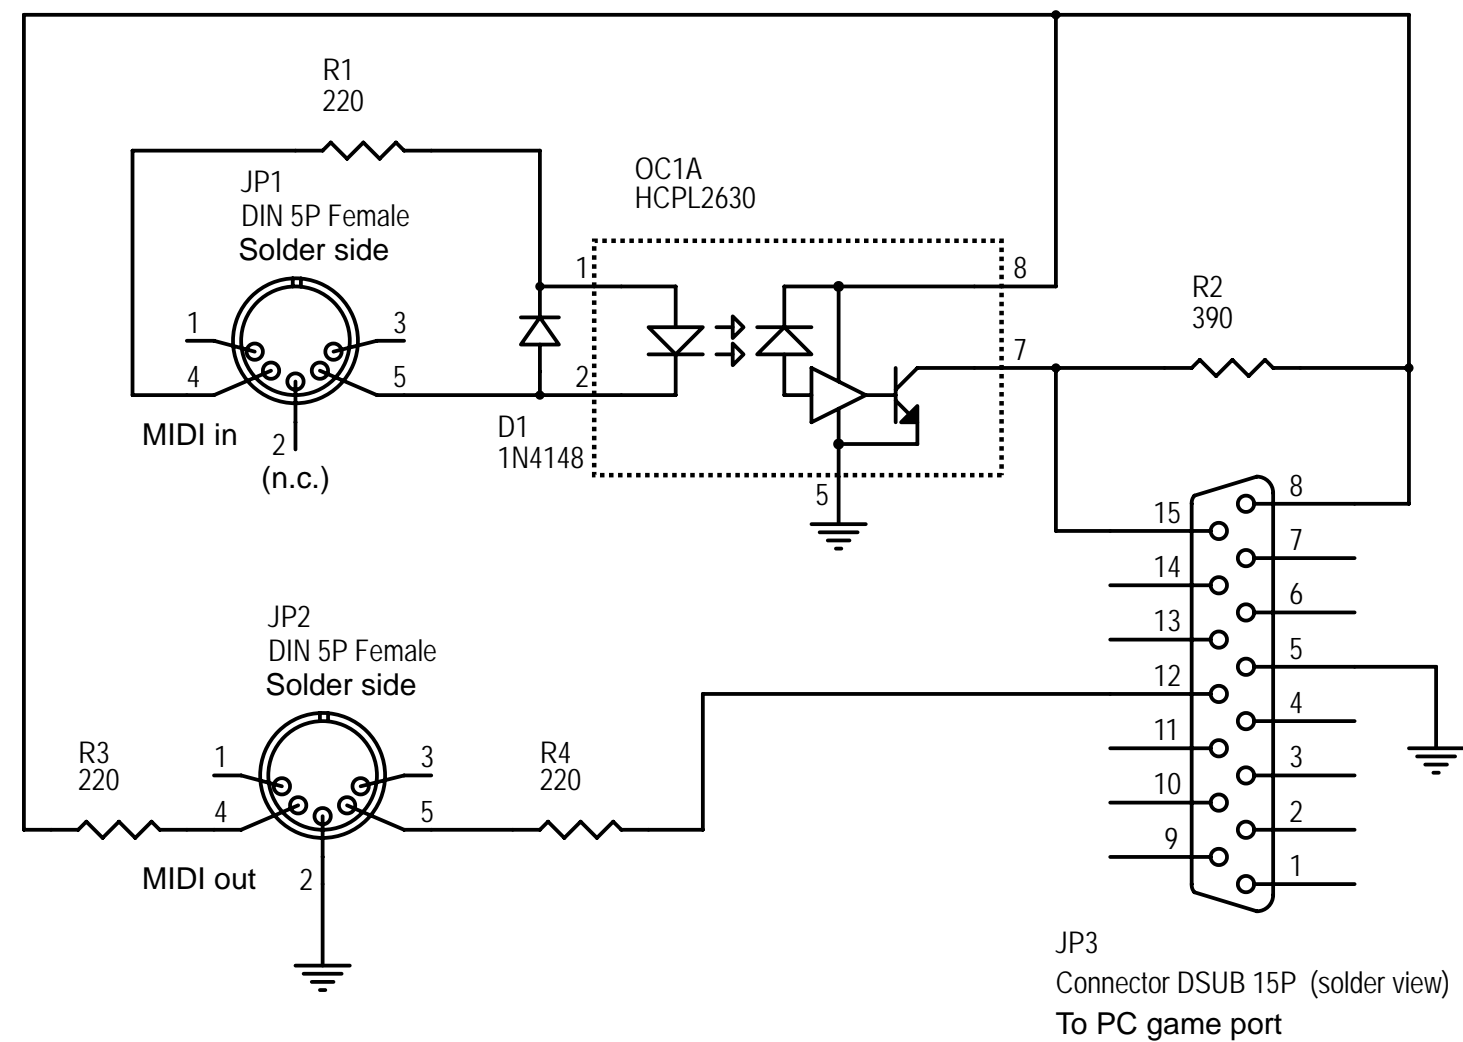 R1
220
JP1
DIN 5P Female
Solder side
1
3
4
5
MIDI in
2
(n.c.)
OC1A
HCPL2630
1
2
8
7
5
D1
1N4148
R2
390
JP2
DIN 5P Female
Solder side
R3
220
1
3
4
5
R4
220
MIDI out
2
8
15
7
14
6
13
5
12
4
11
3
10
2
9
1
JP3
Connector DSUB 15P (solder view)
To PC game port